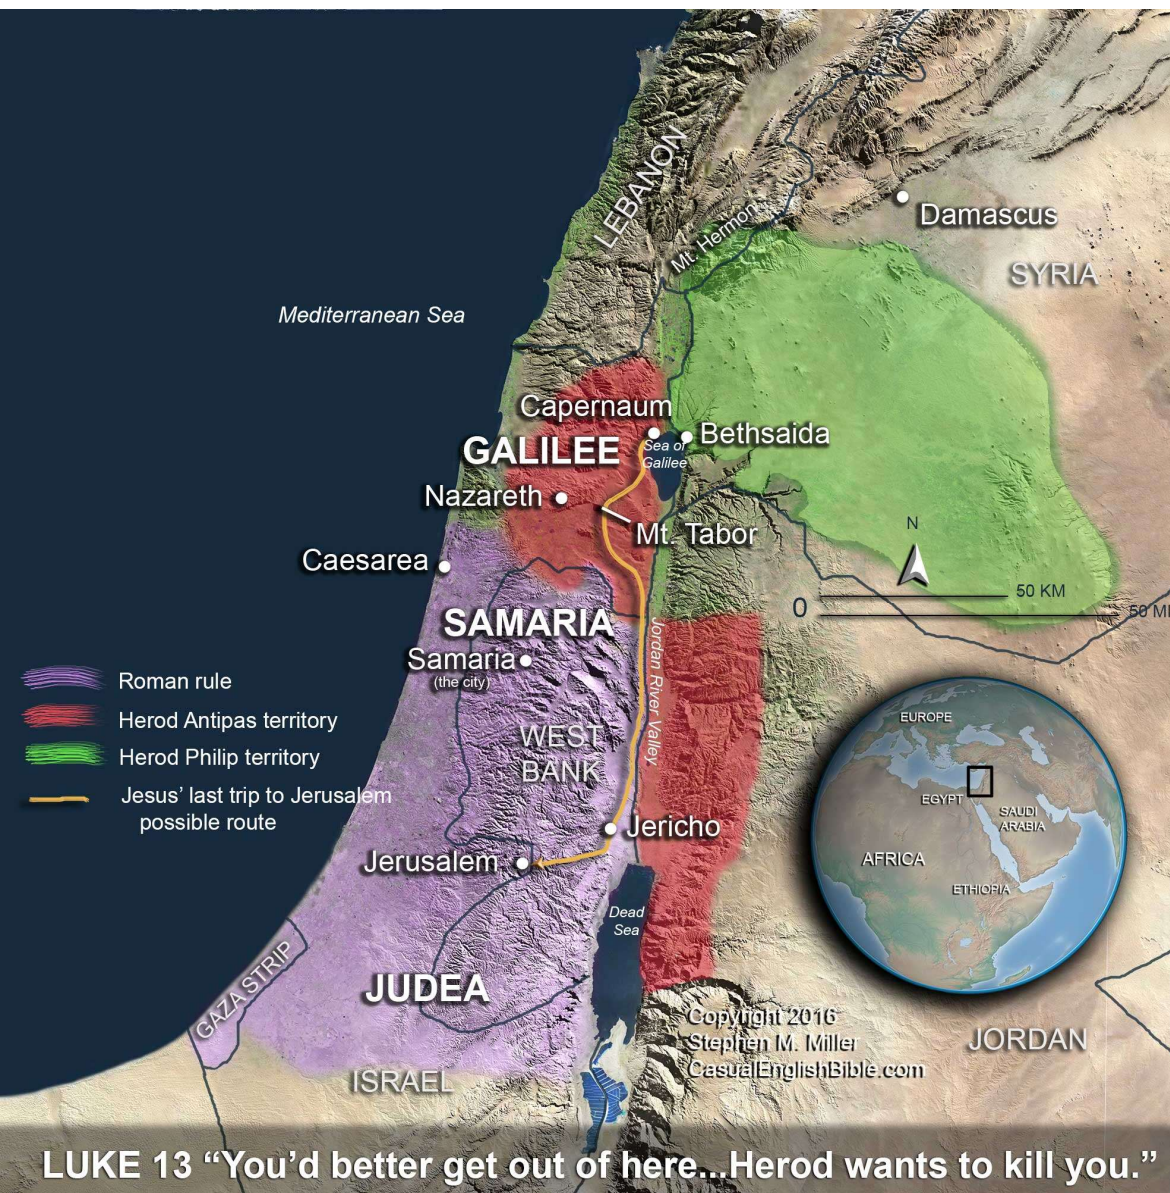 LEBANON
Mt. Hermon
Damascus
SYRIA
Mediterranean Sea
Capernaum
Bethsaida
GALILEE
Sea of
Galilee
Nazareth
Mt. Tabor
N
Caesarea
50 KM
0
50 MI
SAMARIA
Samaria
(the city)
Jordan River Valley
Roman rule
Herod Antipas territory
Herod Philip territory
Jesus’ last trip to Jerusalem
possible route
WEST
BANK
EUROPE
EGYPT
SAUDI
ARABIA
AFRICA
ETHIOPIA
Jericho
Jerusalem
Dead
Sea
GAZA STRIP
JUDEA
Copyright 2016
Stephen M. Miller
CasualEnglishBible.com
JORDAN
ISRAEL
LUKE 13 “You’d better get out of here...Herod wants to kill you.”